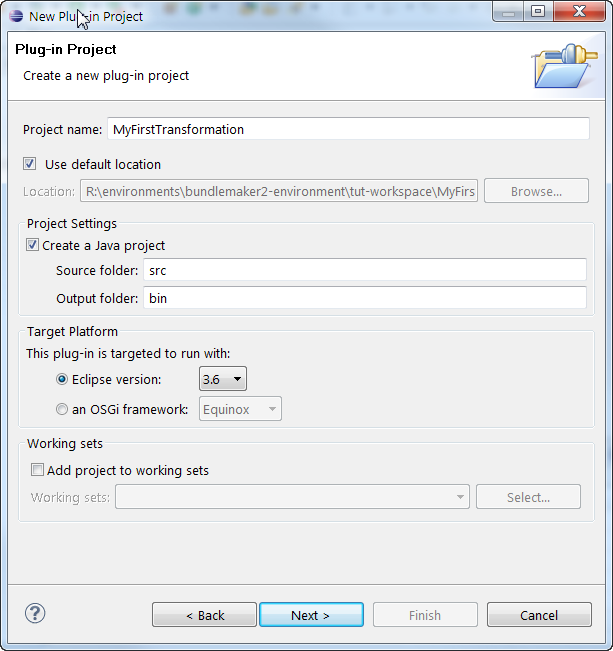 New Plug-in Project
Plug-in Project
Create a new plug-in project
Project name: MyFirstTransformation
Use default location
Location: R:\environments\bundlemaker2-environment\tut-workspace\MyFirs Browse...
Project Settings
Create a Java project
Source folder: src
Output folder: bin
Target Platform
This plug-in is targeted to run with:
Eclipse version: 3.6
an OSGi framework: Equinox
Working sets
Add project to working sets
Working sets: Select...
? < Back Next > Finish Cancel